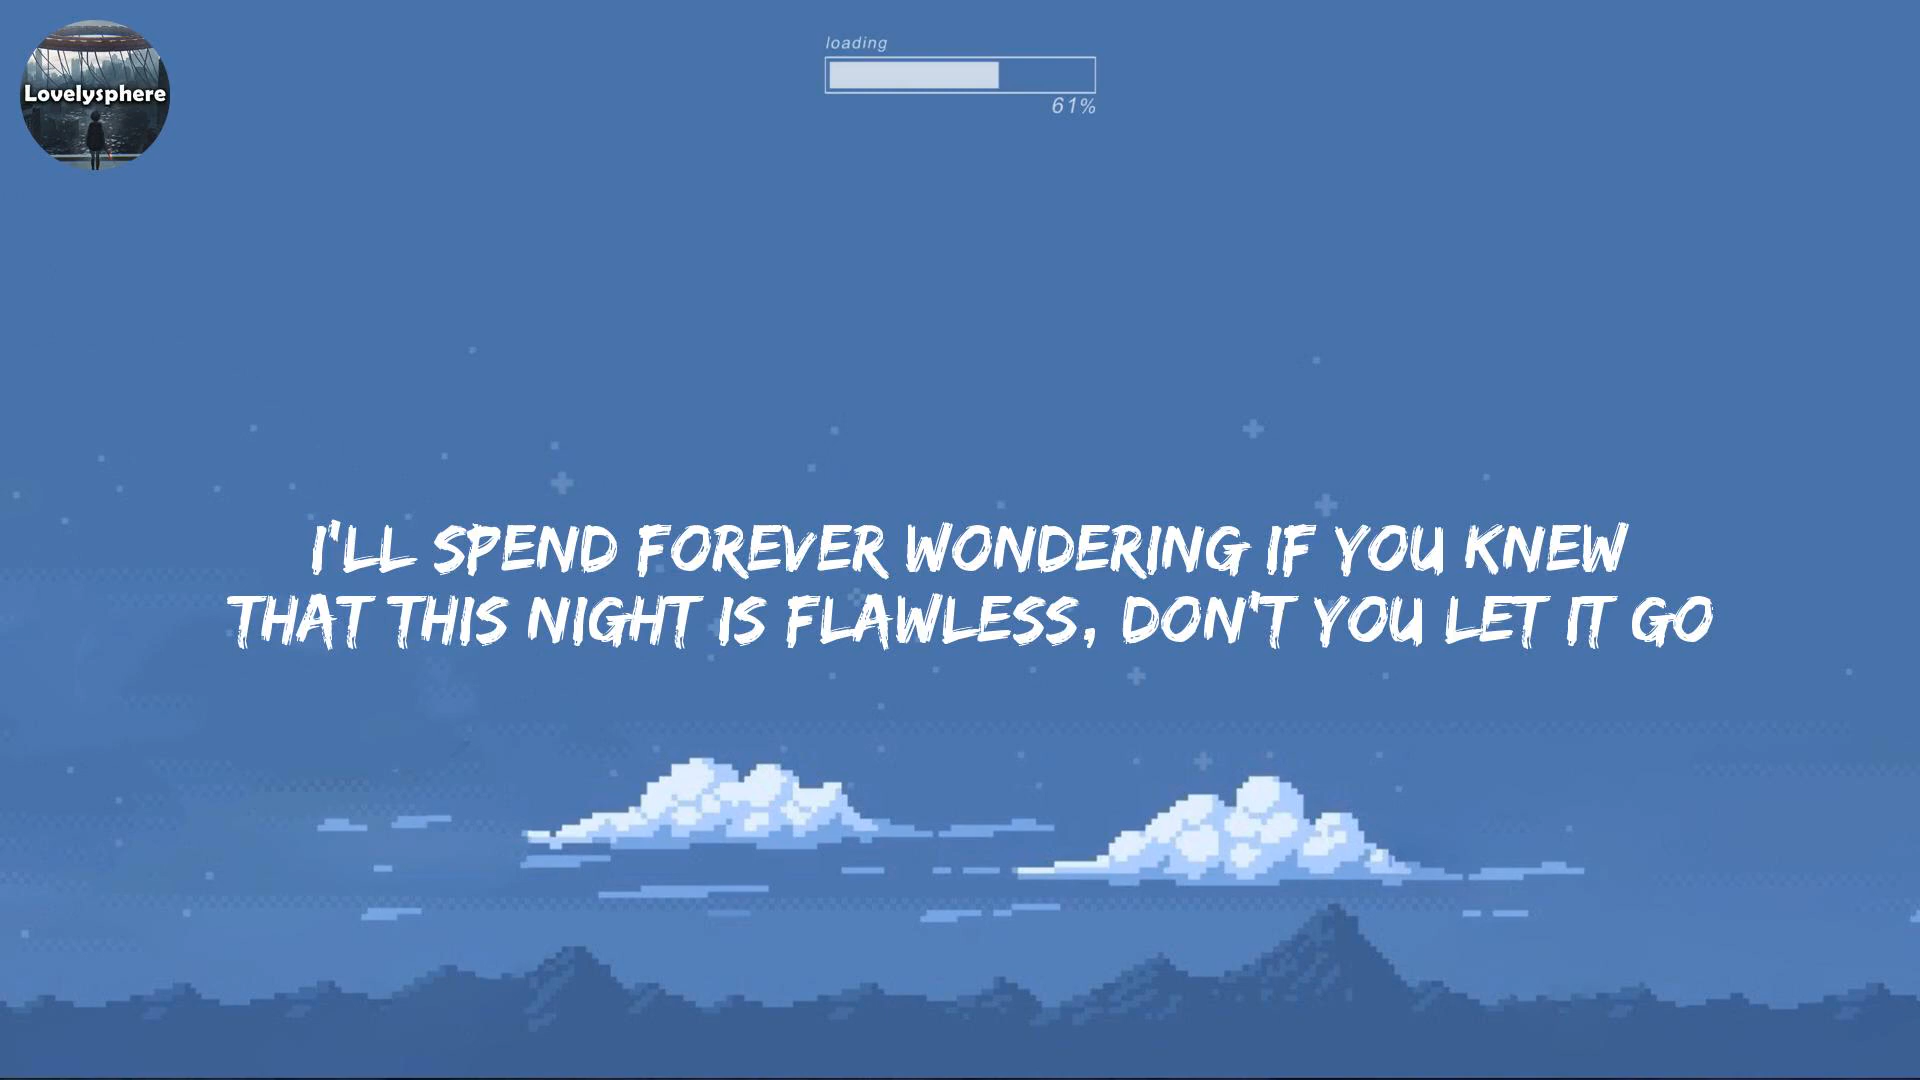 Lovelysphere
loading
61%
I'LL SPEND FOREVER WONDERING IF YOU KNEW
THAT THIS NIGHT IS FLAWLESS, DON'T YOU LET IT GO